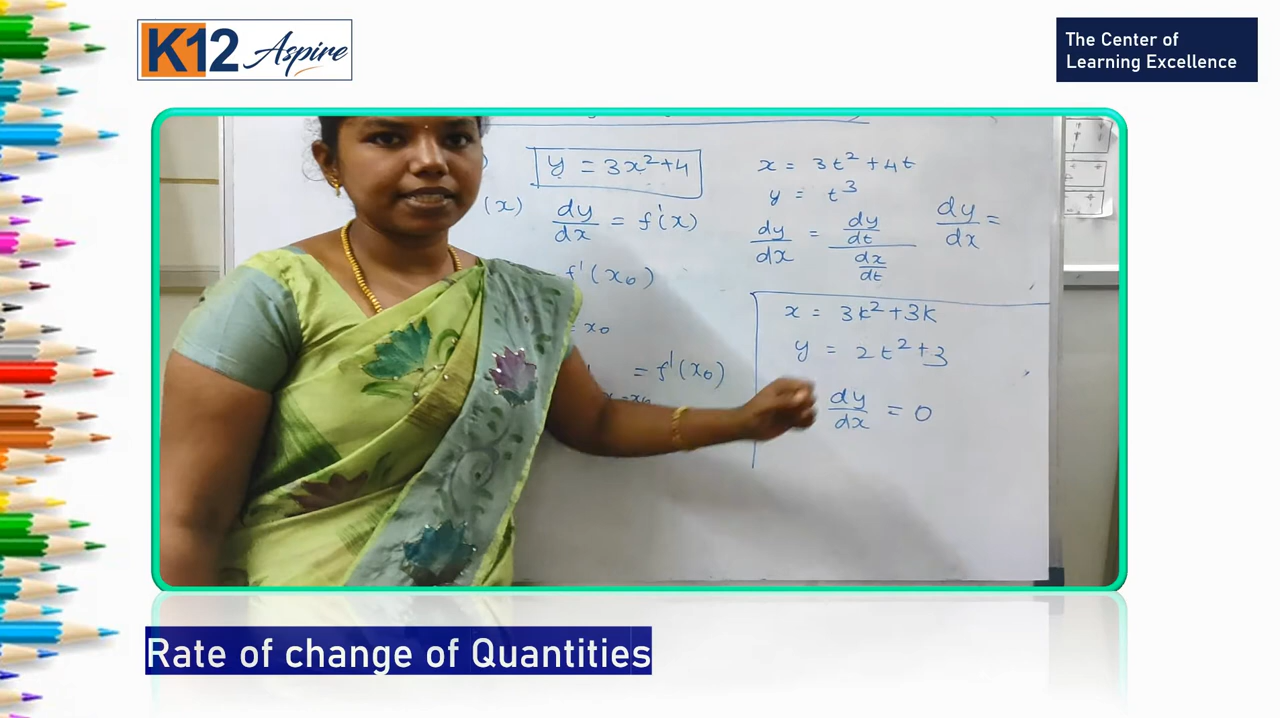 K12 Aspire
The Center of
Learning Excellence
y = 3x²+4
(x)
dy/dx = f'(x)
f'(x₀)
= x₀
= f'(x₀)
x = 3t²+4t
y = t³
dy/dx = (dy/dt)/(dx/dt)
dy/dx =
x = 3k²+3k
y = 2t²+3
dy/dx = 0
Rate of change of Quantities